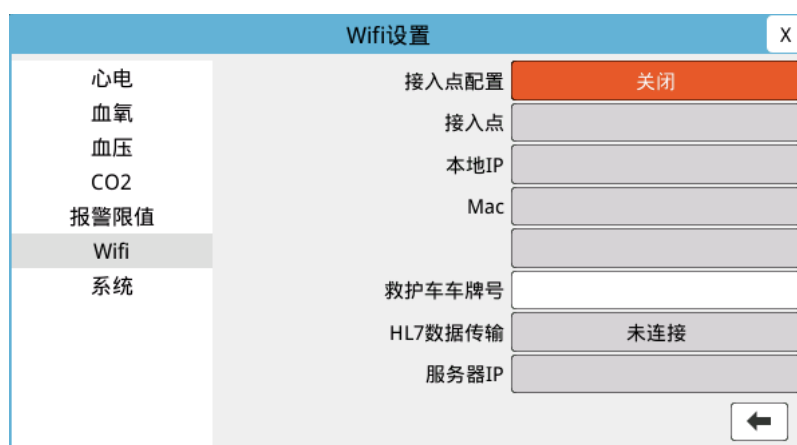 Wifi设置
X
心电
血氧
血压
CO2
报警限值
Wifi
系统
接入点配置 关闭
接入点
本地IP
Mac
救护车车牌号
HL7数据传输 未连接
服务器IP